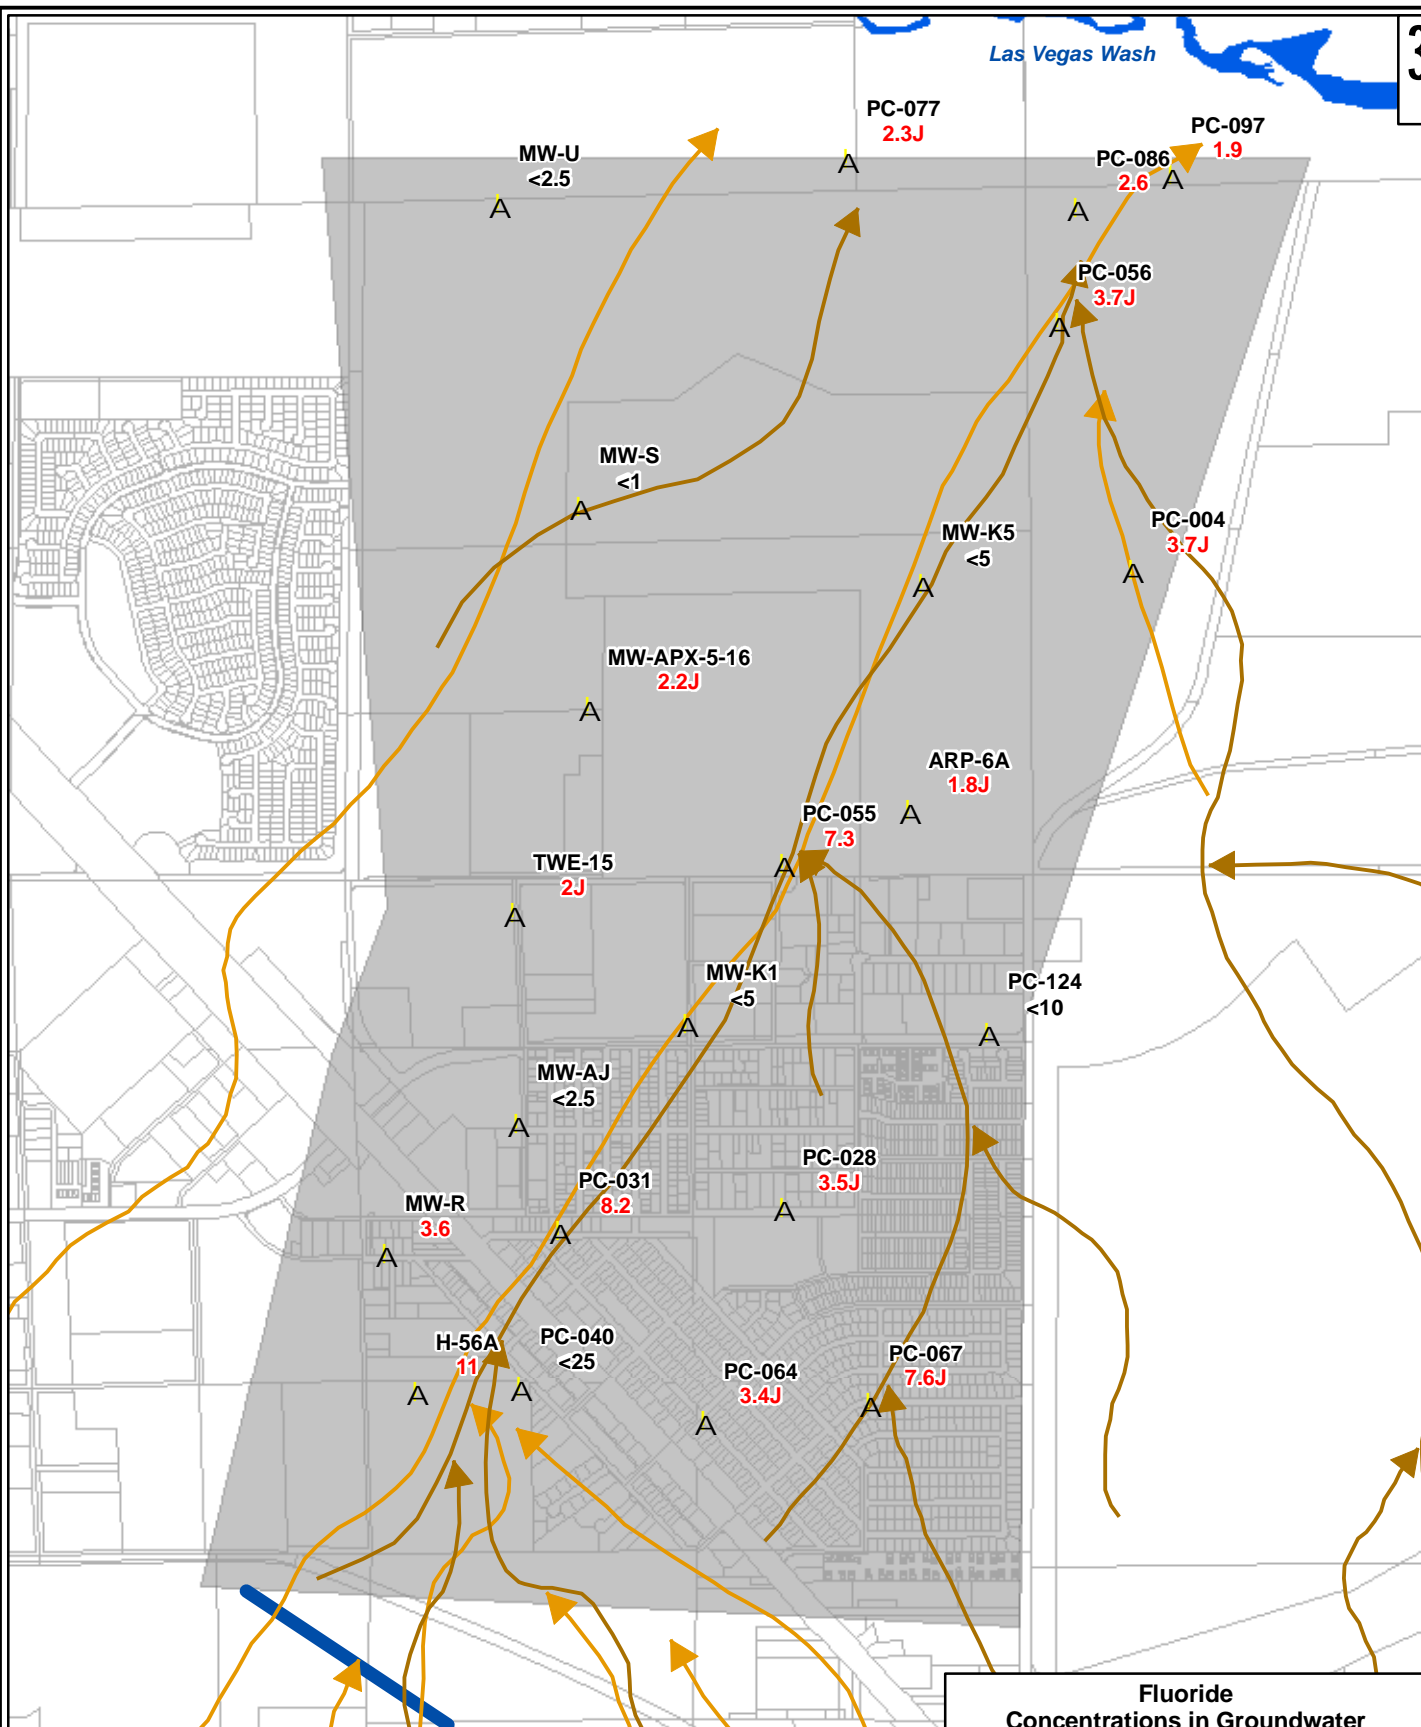 3
Las Vegas Wash
PC-077
2.3J
PC-097
1.9
MW-U
<2.5
PC-086
2.6
A
A
A
A
PC-056
3.7J
A
MW-S
<1
A
PC-004
3.7J
MW-K5
<5
A
A
MW-APX-5-16
2.2J
A
ARP-6A
1.8J
PC-055
7.3
A
A
TWE-15
2J
A
MW-K1
<5
PC-124
<10
A
A
MW-AJ
<2.5
A
PC-028
3.5J
PC-031
8.2
MW-R
3.6
A
A
A
H-56A
11
PC-040
<25
PC-064
3.4J
PC-067
7.6J
A
A
A
A
Fluoride
Concentrations in Groundwater